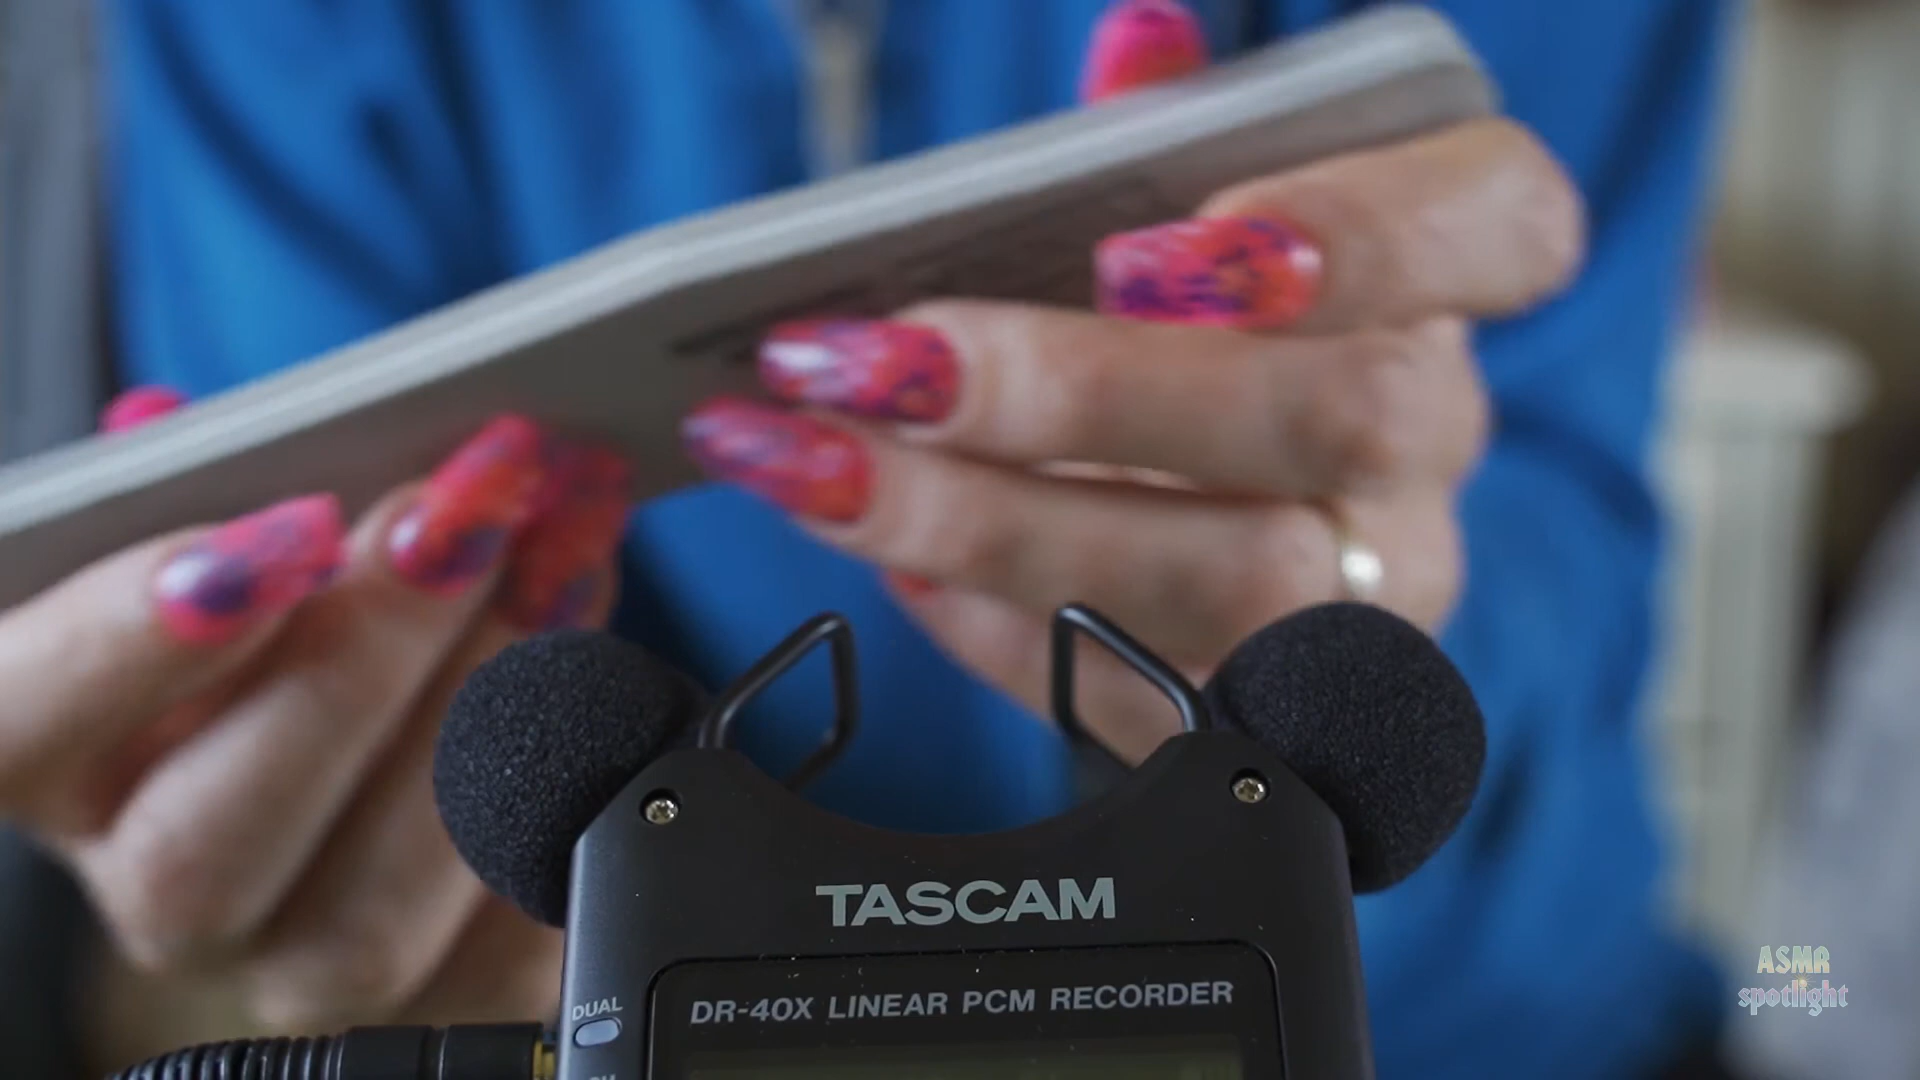 TASCAM
DR-40X LINEAR PCM RECORDER
DUAL
ASMR
spotlight